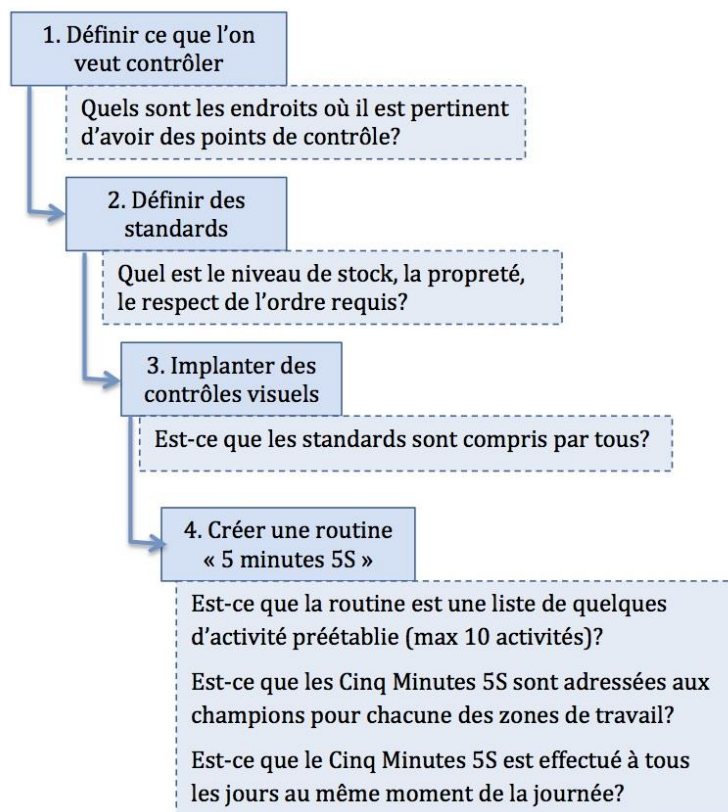 1. Définir ce que l'on
veut contrôler
Quels sont les endroits où il est pertinent
d'avoir des points de contrôle?
2. Définir des
standards
Quel est le niveau de stock, la propreté,
le respect de l'ordre requis?
3. Implanter des
contrôles visuels
Est-ce que les standards sont compris par tous?
4. Créer une routine
« 5 minutes 5S »
Est-ce que la routine est une liste de quelques
d'activité préétablie (max 10 activités)?
Est-ce que les Cinq Minutes 5S sont adressées aux
champions pour chacune des zones de travail?
Est-ce que le Cinq Minutes 5S est effectué à tous
les jours au même moment de la journée?